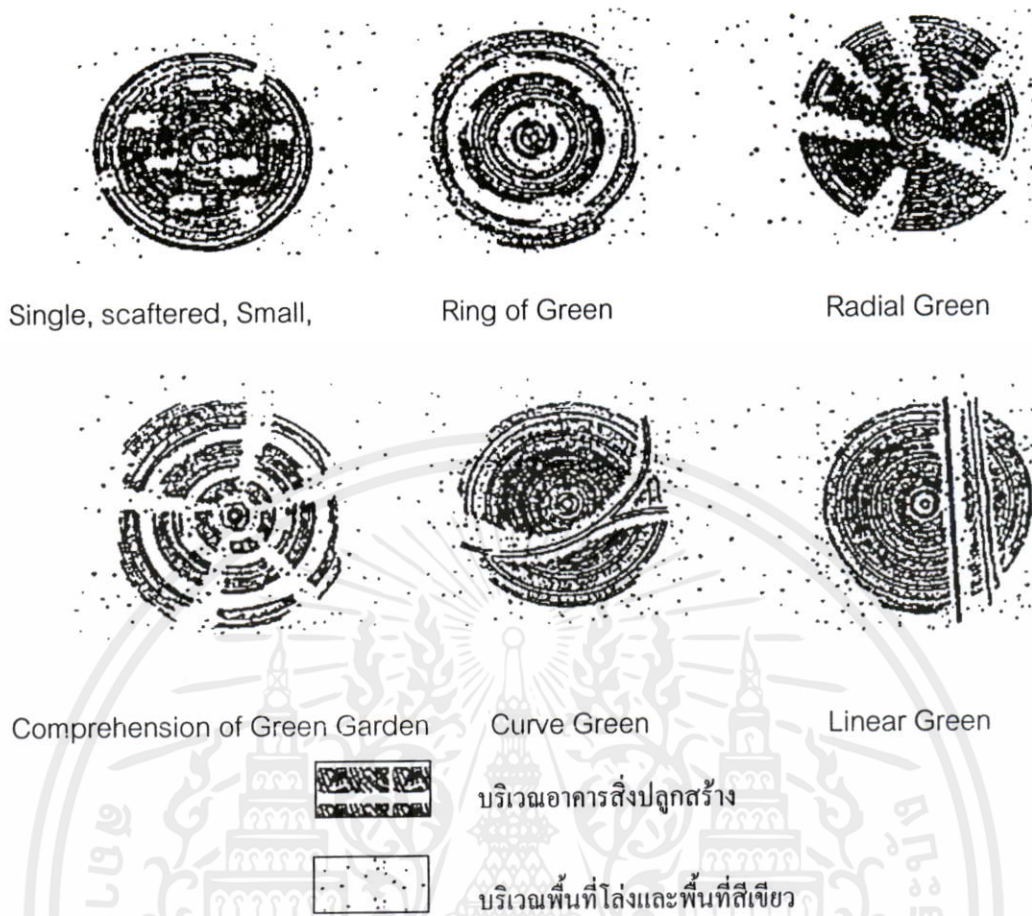 Single, scaftered, Small,
Ring of Green
Radial Green
Comprehension of Green Garden
Curve Green
Linear Green
บริเวณอาคารสิ่งปลูกสร้าง
บริเวณพื้นที่โล่งและพื้นที่สีเขียว